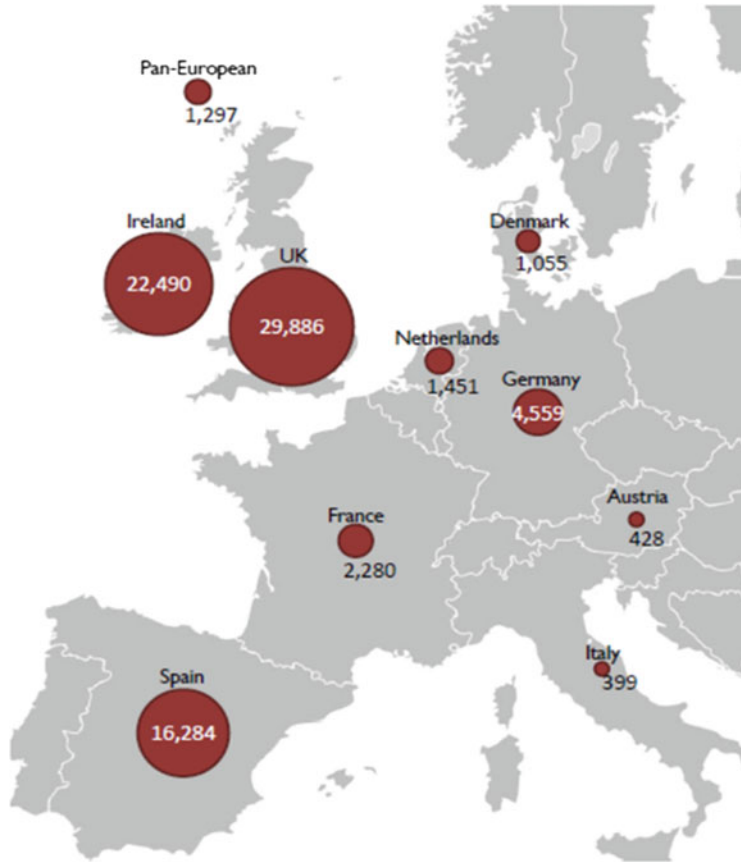 Pan-European
1,297
Ireland
22,490
UK
29,886
Denmark
1,055
Netherlands
1,451
Germany
4,559
Austria
428
France
2,280
Italy
399
Spain
16,284